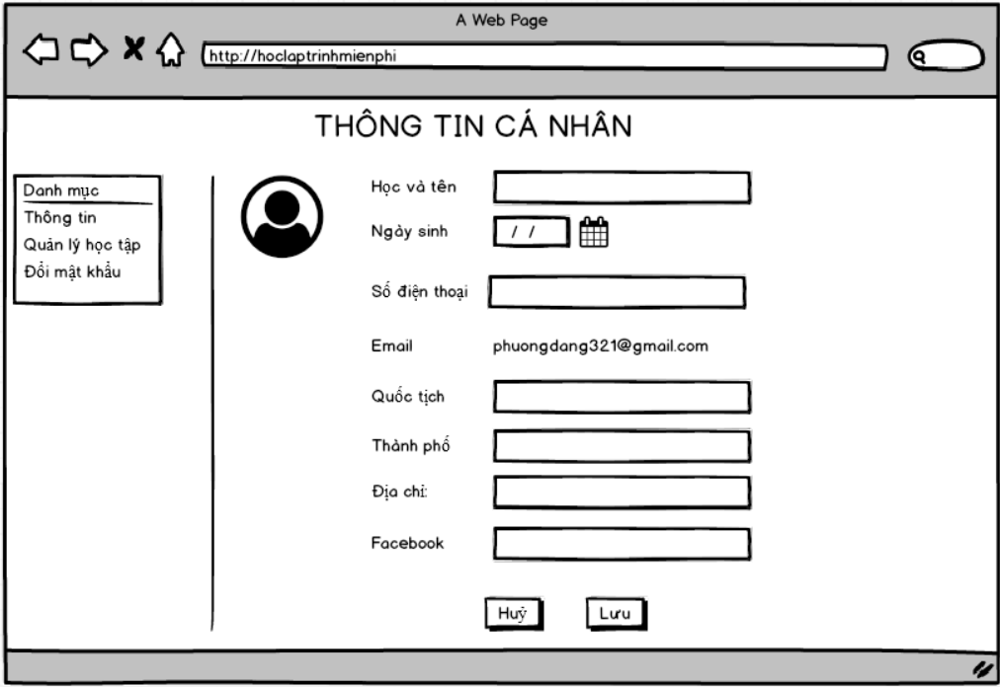 A Web Page
http://hoclaptrinhmienphi
THÔNG TIN CÁ NHÂN
Danh mục
Thông tin
Quản lý học tập
Đổi mật khẩu
Học và tên
Ngày sinh
/ /
Số điện thoại
Email
phuongdang321@gmail.com
Quốc tịch
Thành phố
Địa chỉ:
Facebook
Huỷ
Lưu